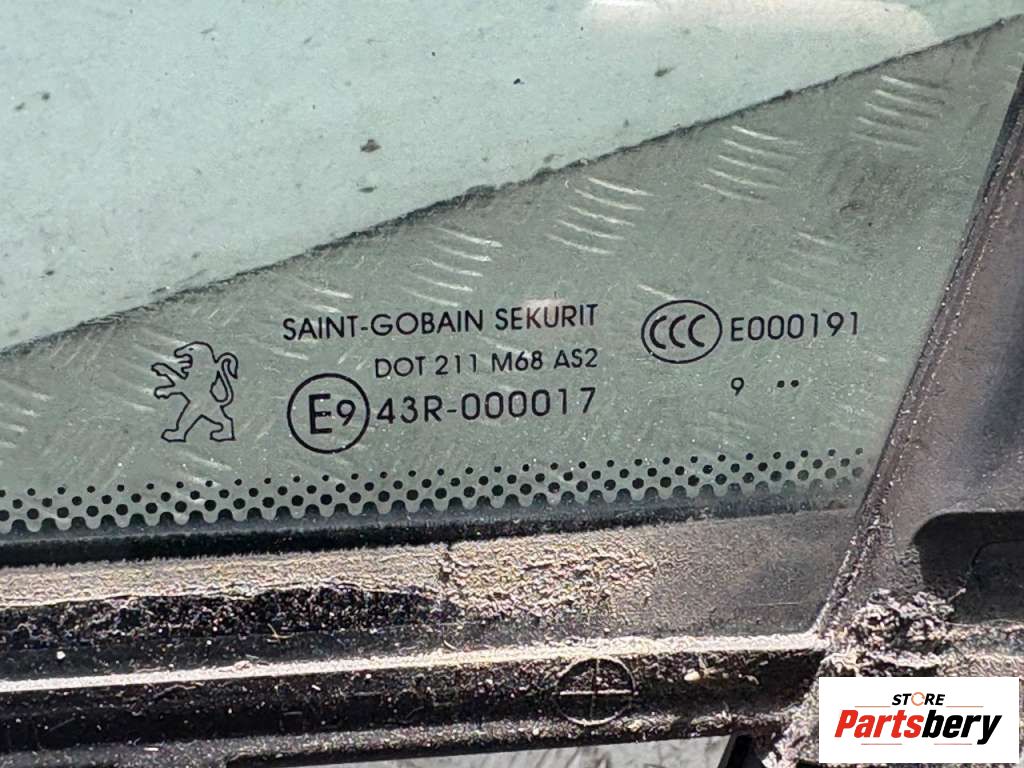 SAINT-GOBAIN SEKURIT
DOT 211 M68 AS2
E9 43R-000017
CCC E000191
9 ..
STORE
Partsbery